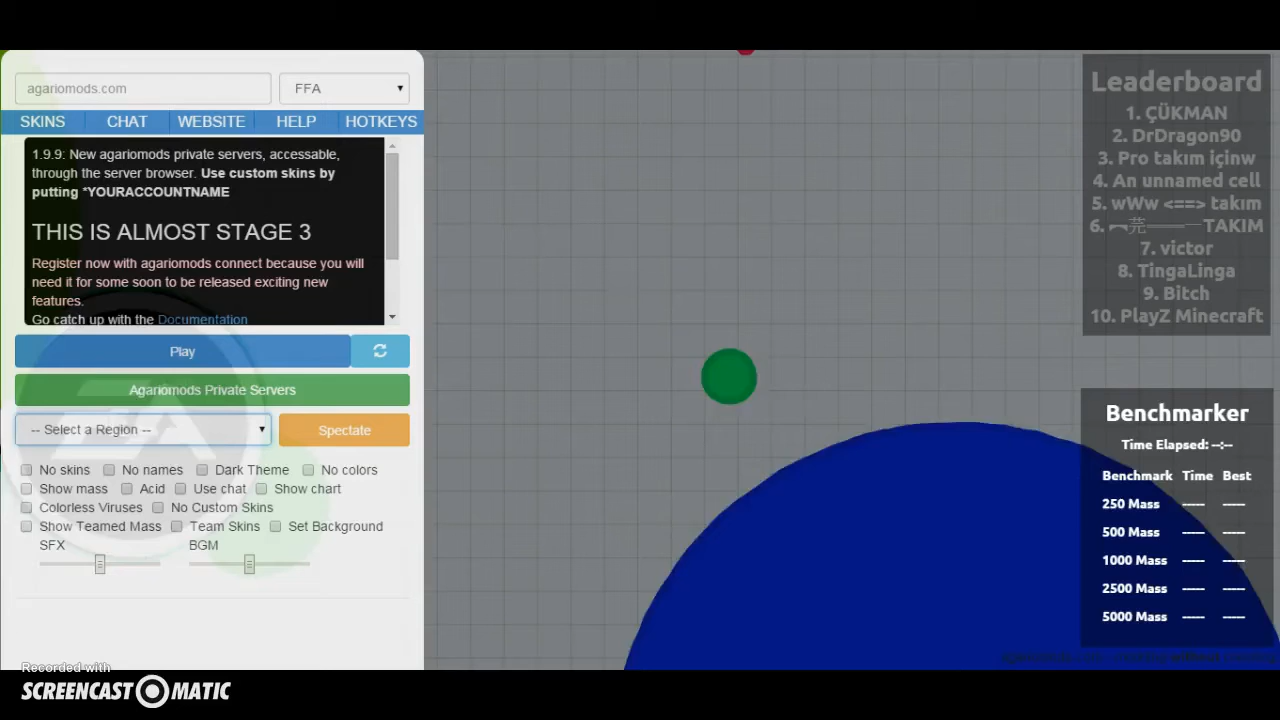 agariomods.com
FFA
SKINS CHAT WEBSITE HELP HOTKEYS
1.9.9: New agariomods private servers, accessable,
through the server browser. Use custom skins by
putting *YOURACCOUNTNAME
THIS IS ALMOST STAGE 3
Register now with agariomods connect because you will
need it for some soon to be released exciting new
features.
Go catch up with the Documentation
Play
Agariomods Private Servers
-- Select a Region --
Spectate
No skins No names Dark Theme No colors
Show mass Acid Use chat Show chart
Colorless Viruses No Custom Skins
Show Teamed Mass Team Skins Set Background
SFX BGM
Leaderboard
1. ÇÜKMAN
2. DrDragon90
3. Pro takım içinw
4. An unnamed cell
5. wWw <==> takım
TAKIM
7. victor
8. TingaLinga
9. Bitch
10. PlayZ Minecraft
Benchmarker
Time Elapsed: --:--
Benchmark Time Best
250 Mass ----- -----
500 Mass ----- -----
1000 Mass ----- -----
2500 Mass ----- -----
5000 Mass ----- -----
Recorded with
SCREENCAST MATIC